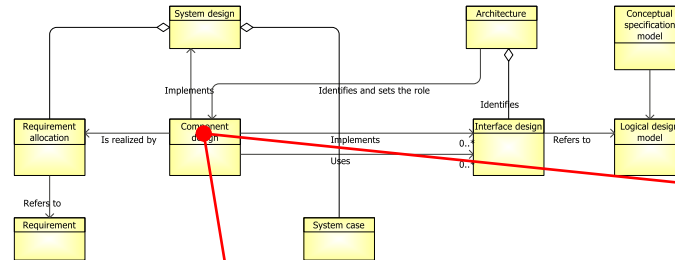 System design
Architecture
Conceptual
specification
model
Implements
Identifies and sets the role
Identifies
Requirement
allocation
Is realized by
Component
design
Implements
Uses
0..*
0..*
Interface design
Refers to
Logical design
model
Refers to
Requirement
System case